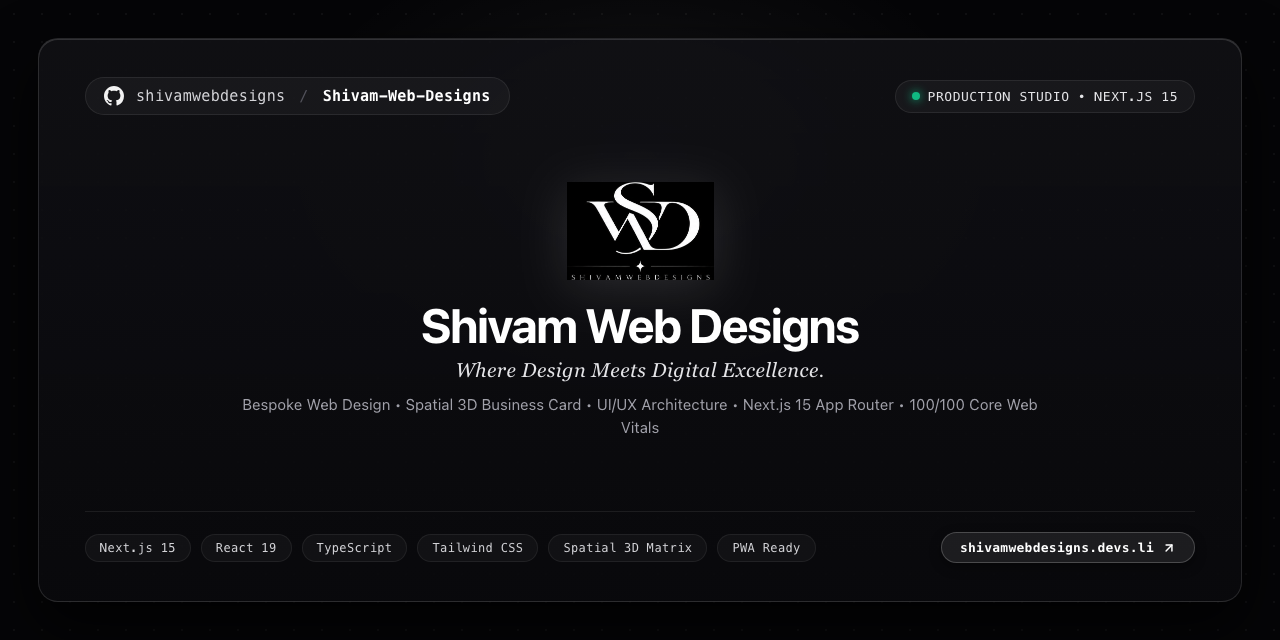 shivamwebdesigns / Shivam-Web-Designs
PRODUCTION STUDIO • NEXT.JS 15
WSD
SHIVAMWEBDESIGNS
Shivam Web Designs
Where Design Meets Digital Excellence.
Bespoke Web Design • Spatial 3D Business Card • UI/UX Architecture • Next.js 15 App Router • 100/100 Core Web
Vitals
Next.js 15
React 19
TypeScript
Tailwind CSS
Spatial 3D Matrix
PWA Ready
shivamwebdesigns.devs.li